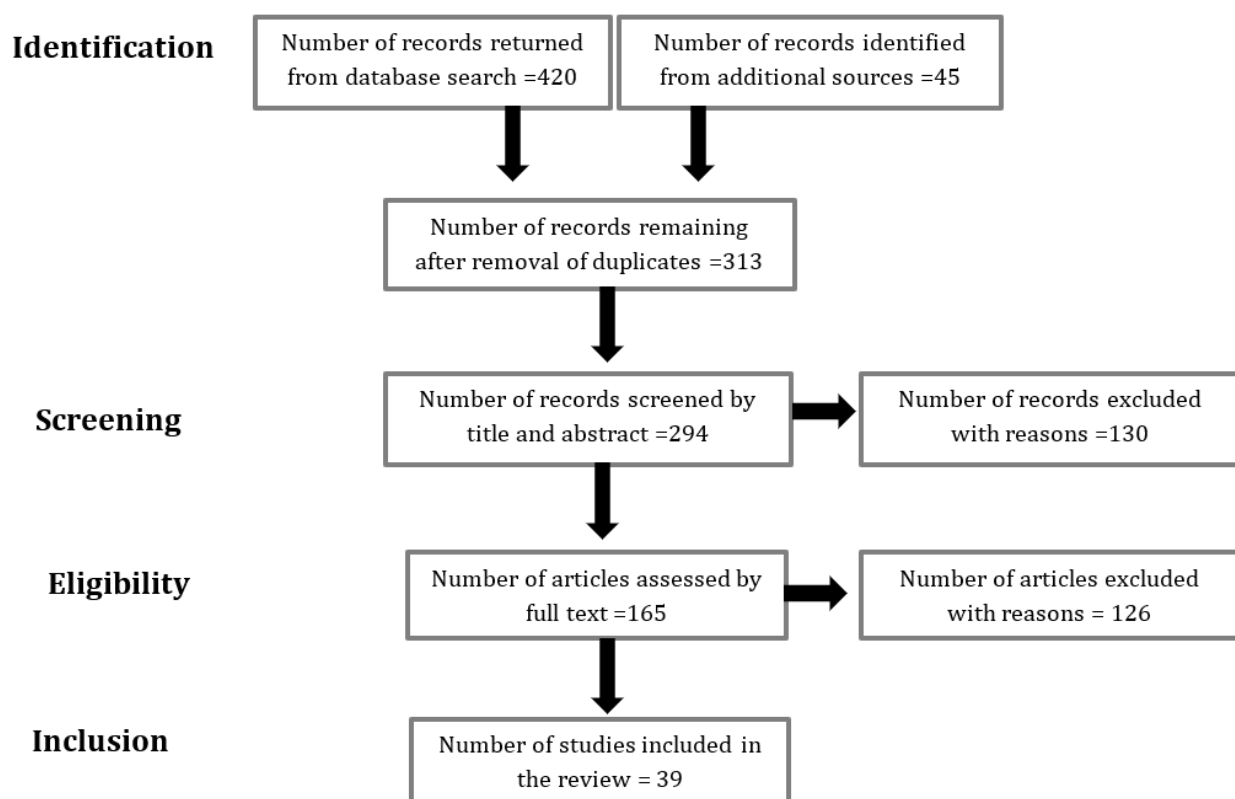 Identification
Number of records returned
from database search =420
Number of records identified
from additional sources =45
Number of records remaining
after removal of duplicates =313
Screening
Number of records screened by
title and abstract =294
Number of records excluded
with reasons =130
Eligibility
Number of articles assessed by
full text =165
Number of articles excluded
with reasons = 126
Inclusion
Number of studies included in
the review = 39